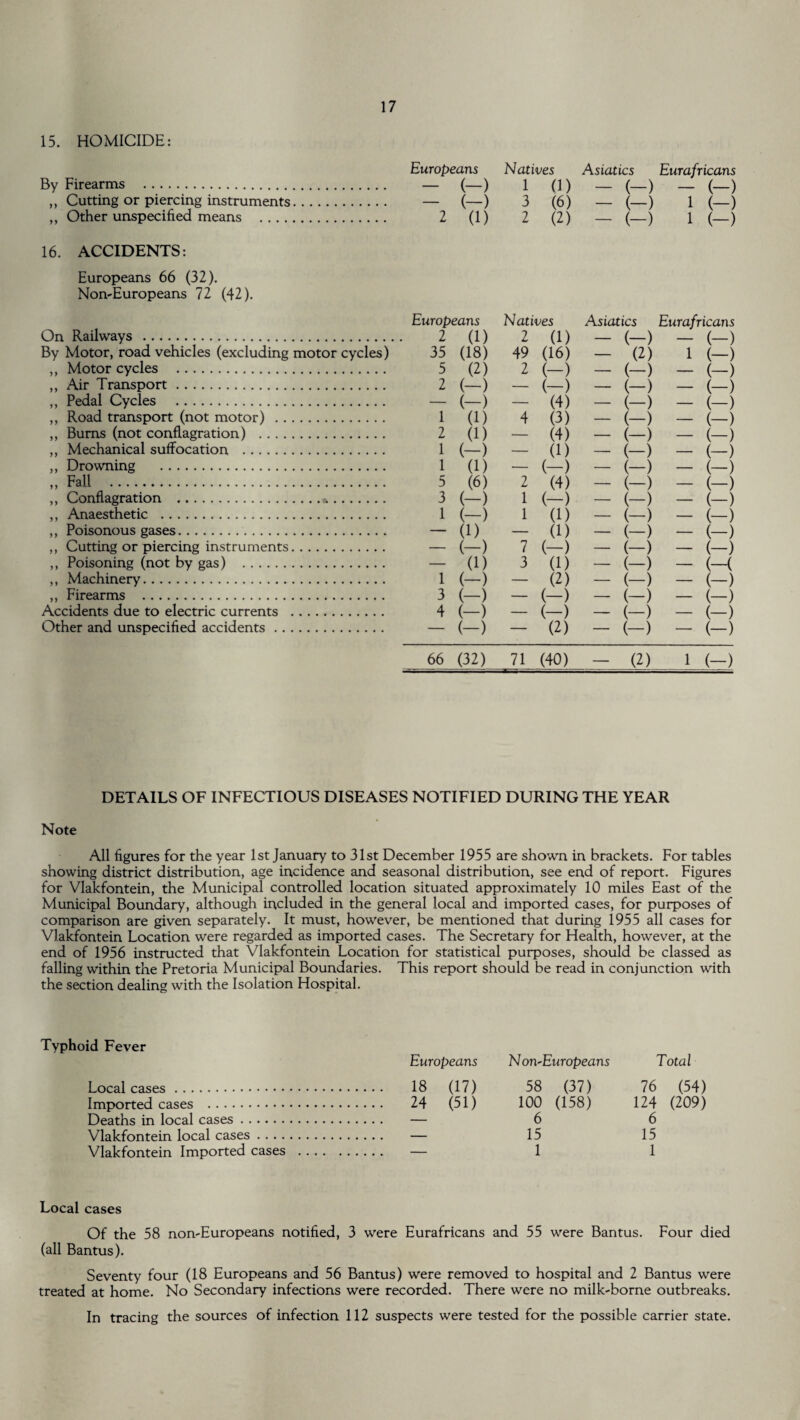 17
15. HOMICIDE:
Europeans Natives Asiatics Eurafricans
By Firearms .................................. — (—) 1 (1) — (—) — (—)
,, Cutting or piercing instruments............ — (—) 3 (6) — (—) 1 (—)
,, Other unspecified means ................. 2 (1) 2 (2) — (—) 1 (—)
16. ACCIDENTS:
Europeans 66 (32).
Non-Europeans 72 (42).
Europeans Natives Asiatics Eurafricans
On Railways .................................. 2 (1) 2 (1) — (—) — (—)
By Motor, road vehicles (excluding motor cycles) 35 (18) 49 (16) — (2) 1 (—)
,, Motor cycles ............................ 5 (2) 2 (—) — (—) — (—)
,, Air Transport............................ 2 (—) — (—) — (—) — (—)
,, Pedal Cycles ............................ — (—) — (4) — (—) — (—)
,, Road transport (not motor) ............... 1 (1) 4 (3) — (—) — (—)
,, Burns (not conflagration) ................. 2 (1) — (4) — (—) — (—)
,, Mechanical suffocation ................... 1 (—) — (1) — (—) — (—)
,, Drowning .............................. 1 (1) — (—) — (—) — (—)
,, Fall .................................... 5 (6) 2 (4) — (—) — (—)
,, Conflagration ............................ 3 (—) 1 (—) — (—) — (—)
,, Anaesthetic .............................. 1 (—) 1 (1) — (—) — (—)
,, Poisonous gases........................... — (1) — (1) — (—) — (—)
,, Cutting or piercing instruments............ — (—) 7 (—) — (—) — (—)
,, Poisoning (not by gas) ................... — (1) 3 (1) — (—) — (—(
,, Machinery................................ 1 (—) — (2) — (—) — (—)
,, Firearms ................................ 3 (—) — (—) — (—) — (—)
Accidents due to electric currents ............. 4 (—) — (—) — (—) — (—)
Other and unspecified accidents ............... — (—) — (2) — (—) — (—)
66 (32) 71 (40) — (2) 1 (—)
DETAILS OF INFECTIOUS DISEASES NOTIFIED DURING THE YEAR
Note
All figures for the year 1st January to 31st December 1955 are shown in brackets. For tables
showing district distribution, age incidence and seasonal distribution, see end of report. Figures
for Vlakfontein, the Municipal controlled location situated approximately 10 miles East of the
Municipal Boundary, although included in the general local and imported cases, for purposes of
comparison are given separately. It must, however, be mentioned that during 1955 all cases for
Vlakfontein Location were regarded as imported cases. The Secretary for Health, however, at the
end of 1956 instructed that Vlakfontein Location for statistical purposes, should be classed as
falling within the Pretoria Municipal Boundaries. This report should be read in conjunction with
the section dealing with the Isolation Hospital.
Typhoid Fever
Europeans Non-Europeans Total
Local cases ............................ 18 (17) 58 (37) 76 (54)
Imported cases ........................ 24 (51) 100 (158) 124 (209)
Deaths in local cases ................... — 6 6
Vlakfontein local cases ................. — 15 15
Vlakfontein Imported cases .... ......... — 1 1
Local cases
Of the 58 non-Europeans notified, 3 were Eurafricans and 55 were Bantus. Four died
(all Bantus).
Seventy four (18 Europeans and 56 Bantus) were removed to hospital and 2 Bantus were
treated at home. No Secondary infections were recorded. There were no milk-borne outbreaks.
In tracing the sources of infection 112 suspects were tested for the possible carrier state.